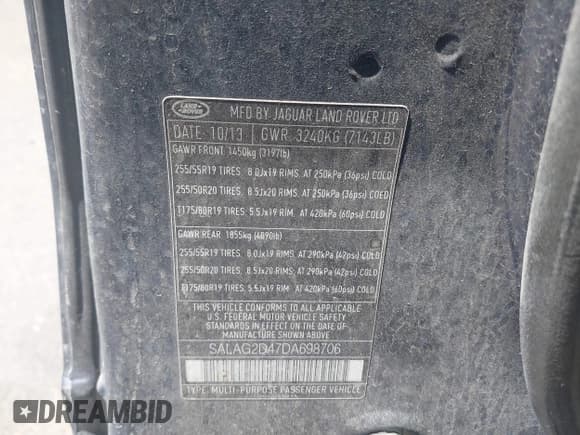 LAND ROVER
MFD BY JAGUAR LAND ROVER LTD
DATE: 10/13 GWR 3240KG (7143LB)
GAWR FRONT 1450kg (3197lb)
255/55R19 TIRES 8.0Jx19 RIMS, AT 250kPa (36psi) COLD
255/50R20 TIRES 8.5Jx20 RIMS, AT 250kPa (36psi) COLD
T175/80R19 TIRES 5.5Jx19 RIM, AT 420kPa (60psi) COLD
GAWR REAR 1855kg (4090lb)
255/55R19 TIRES 8.0Jx19 RIMS, AT 290kPa (42psi) COLD
255/50R20 TIRES 8.5Jx20 RIMS, AT 290kPa (42psi) COLD
T175/80R19 TIRES 5.5Jx19 RIM, AT 420kPa (60psi) COLD
THIS VEHICLE CONFORMS TO ALL APPLICABLE
U.S. FEDERAL MOTOR VEHICLE SAFETY
STANDARDS IN EFFECT ON THE DATE OF
MANUFACTURE SHOWN ABOVE.
SALAG2D47DA698706
TYPE: MULTI-PURPOSE PASSENGER VEHICLE
DREAMBID